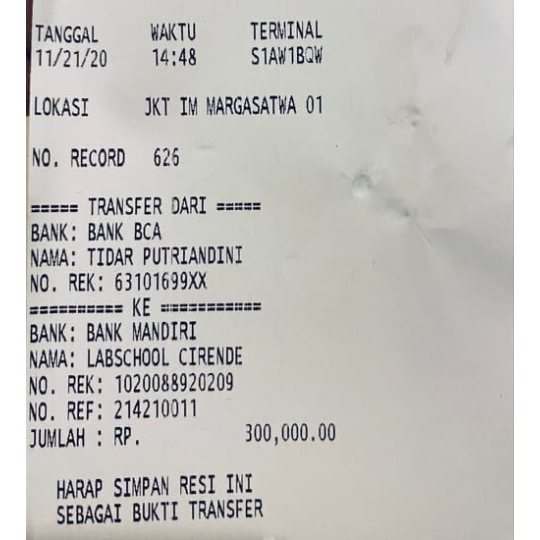 TANGGAL WAKTU TERMINAL
11/21/20 14:48 S1AW1BQW
LOKASI JKT IM MARGASATWA 01
NO. RECORD 626
===== TRANSFER DARI =====
BANK: BANK BCA
NAMA: TIDAR PUTRIANDINI
NO. REK: 63101699XX
========== KE ===========
BANK: BANK MANDIRI
NAMA: LABSCHOOL CIRENDE
NO. REK: 1020088920209
NO. REF: 214210011
JUMLAH : RP. 300,000.00
HARAP SIMPAN RESI INI
SEBAGAI BUKTI TRANSFER